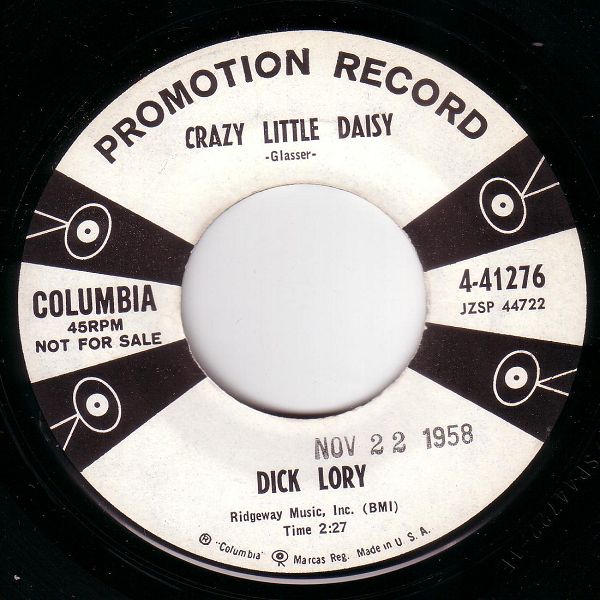 PROMOTION RECORD
CRAZY LITTLE DAISY
-Glasser-
COLUMBIA
45RPM
NOT FOR SALE
4-41276
JZSP 44722
NOV 22 1958
DICK LORY
Ridgeway Music, Inc. (BMI)
Time 2:27
® "Columbia" Marcas Reg. Made in U. S. A.